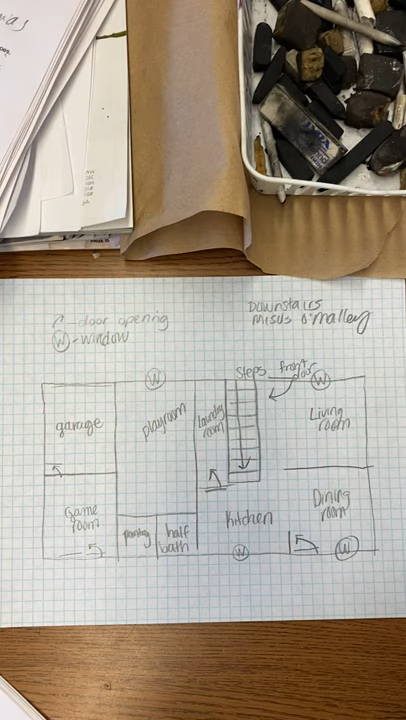 - door opening
Ⓦ - window
Downstairs
Misus O'malley
W
steps
front
door
W
garage
playroom
laundry
room
Living
room
Game
room
pantry
half
bath
Kitchen
Dining
room
W
W